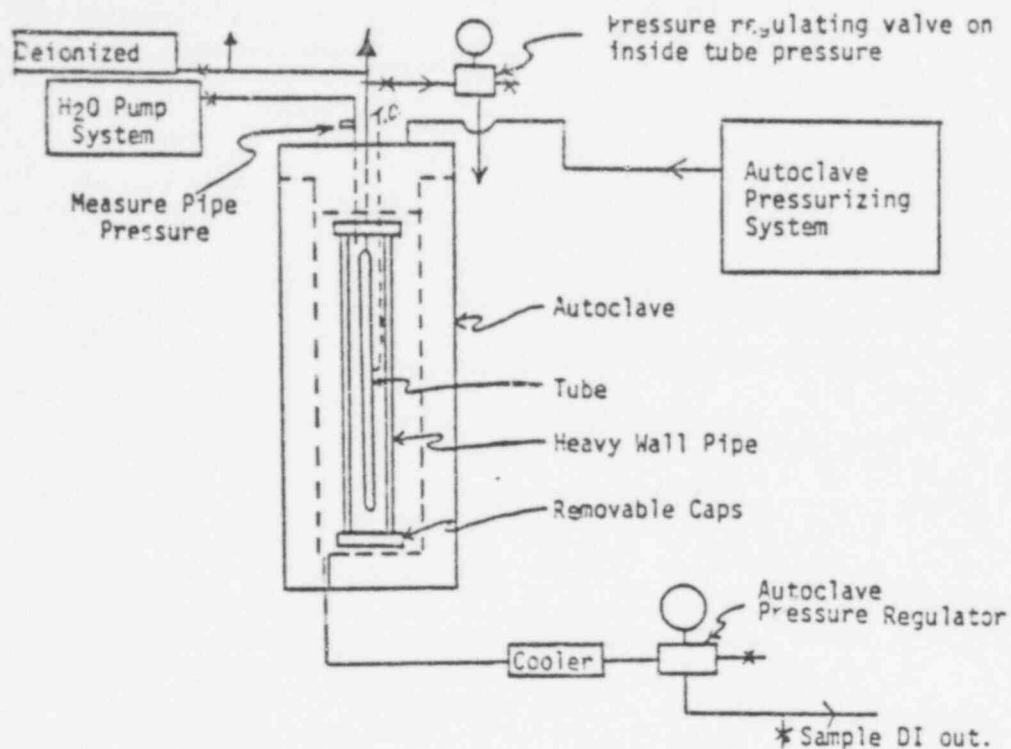 Pressure regulating valve on
inside tube pressure
Deionized
H2O Pump
System
T.C.
Measure Pipe
Pressure
Autoclave
Pressurizing
System
Autoclave
Tube
Heavy Wall Pipe
Removable Caps
Autoclave
Pressure Regulator
Cooler
* Sample DI out.